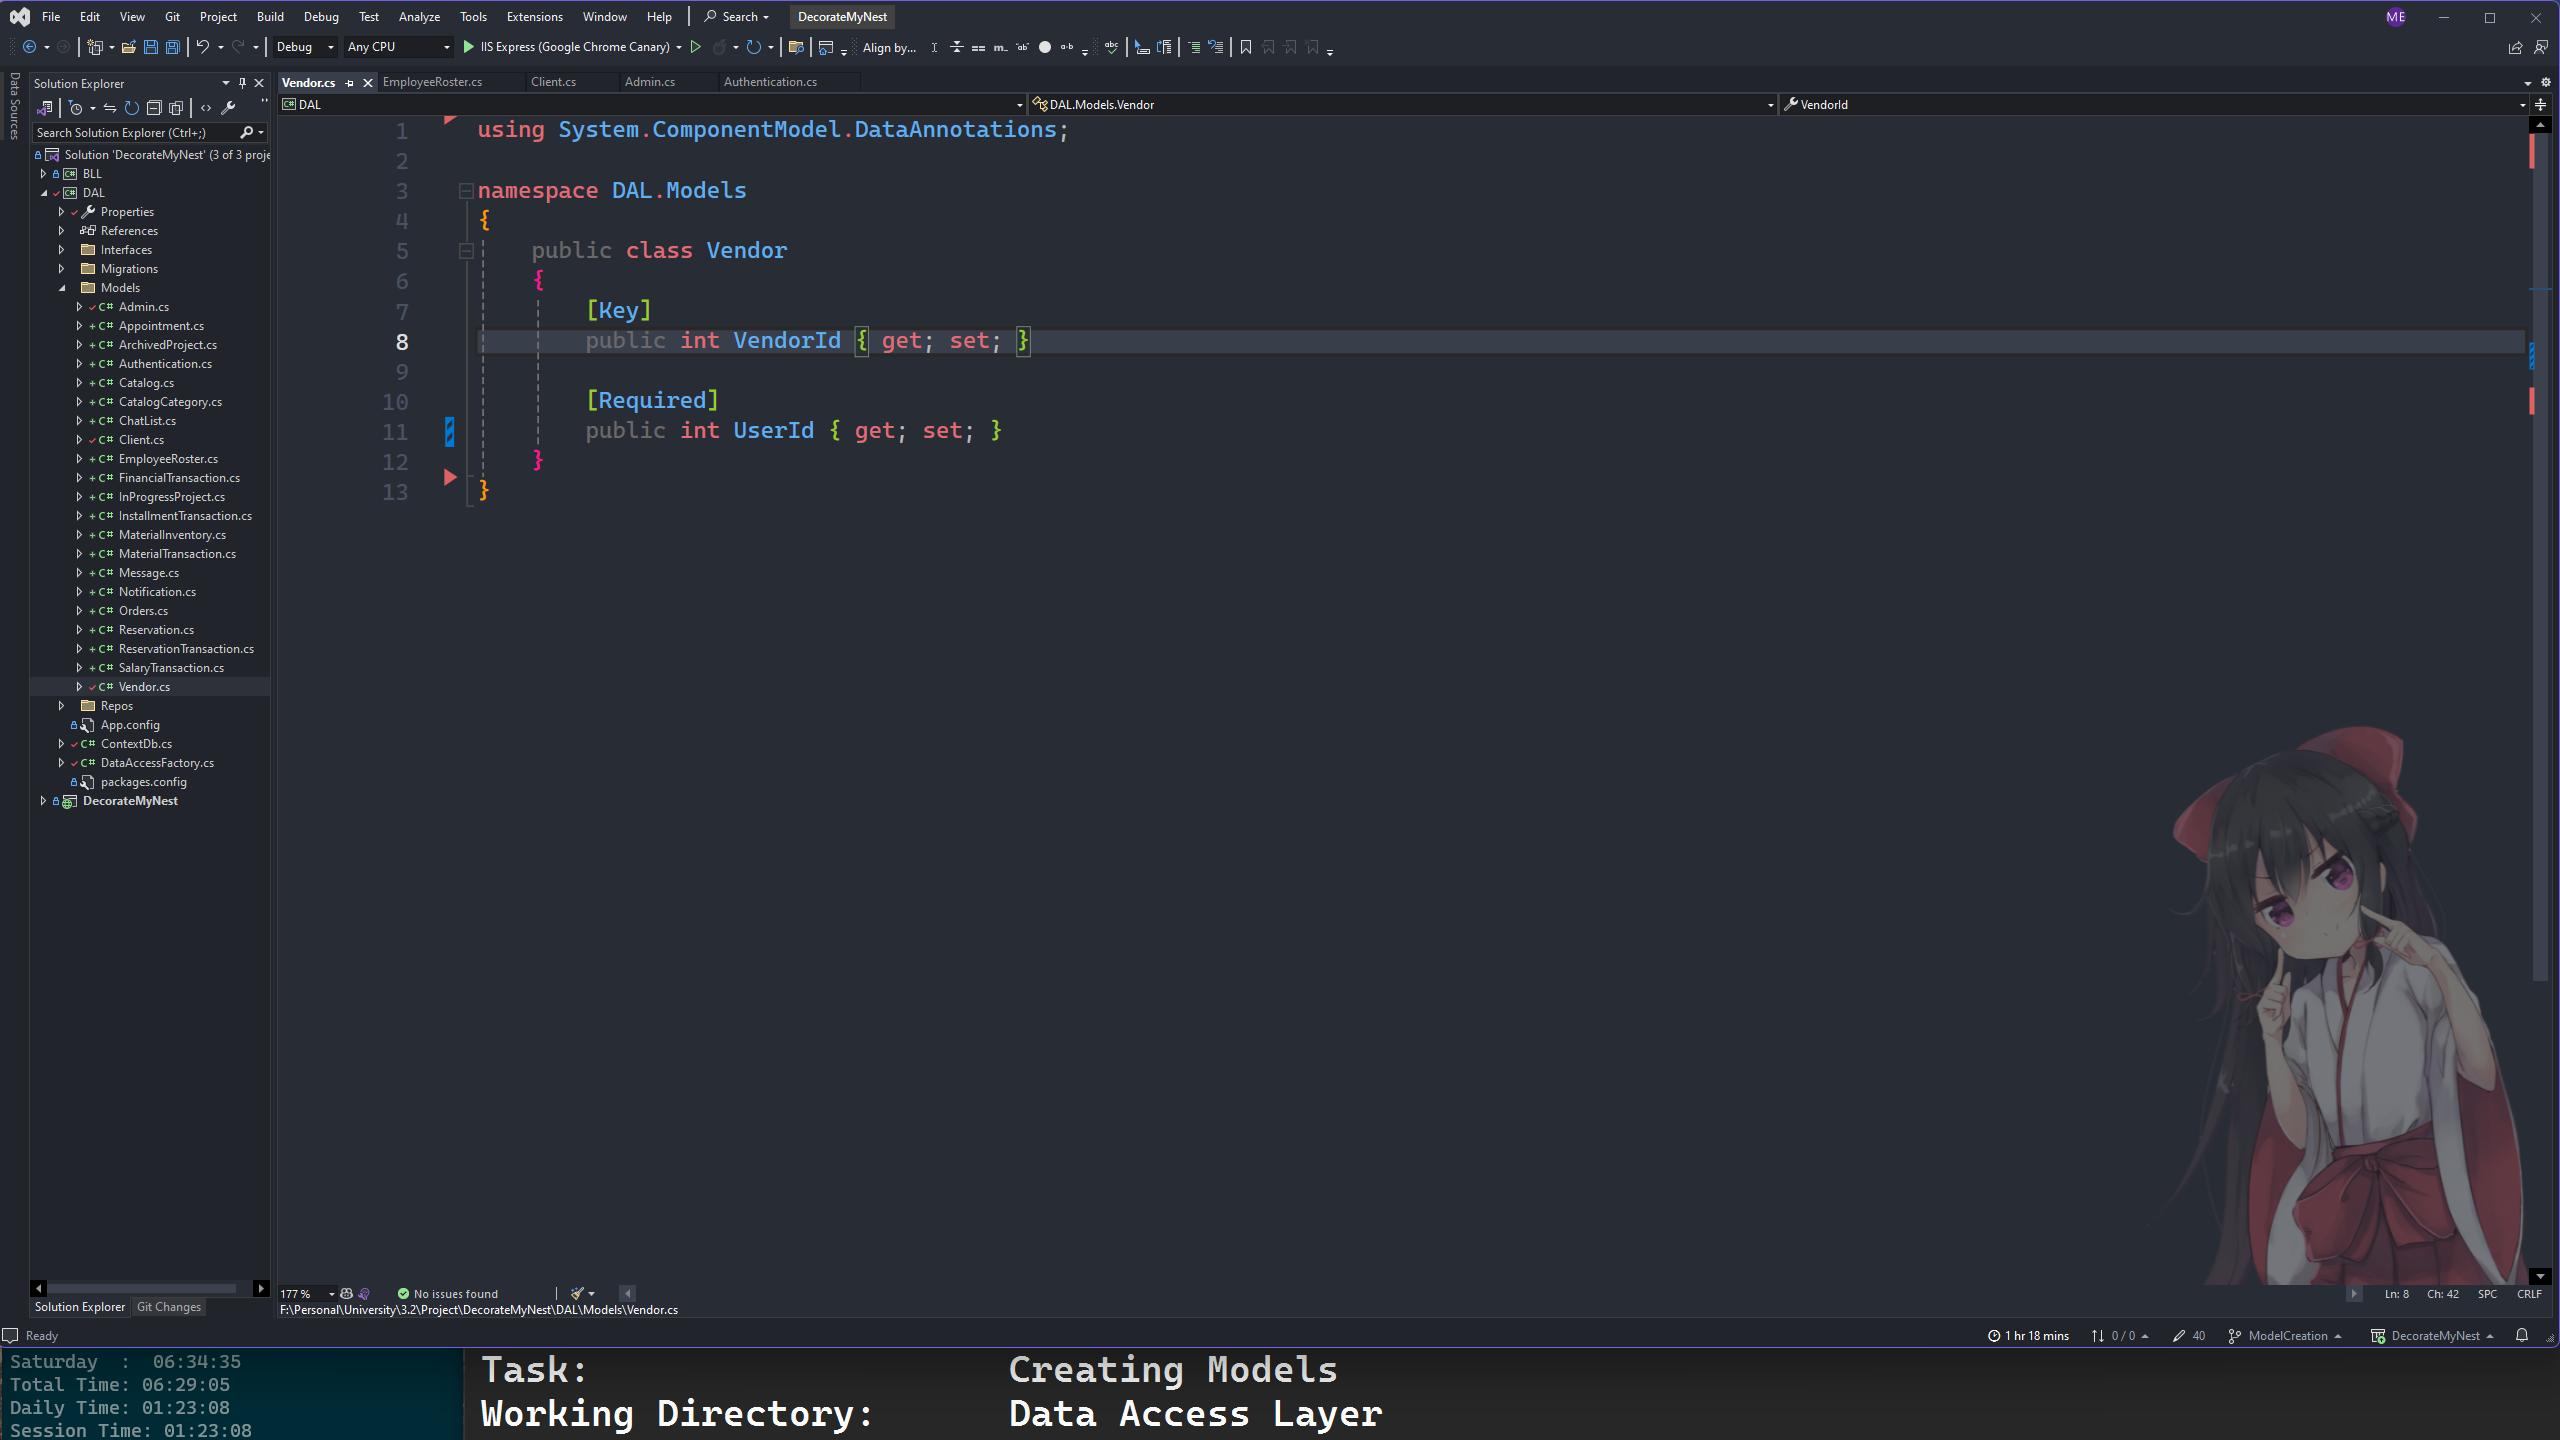 File Edit View Git Project Build Debug Test Analyze Tools Extensions Window Help Search DecorateMyNest ME
Debug Any CPU IIS Express (Google Chrome Canary) Align by...
Data Sources
Solution Explorer
Search Solution Explorer (Ctrl+;)
Solution 'DecorateMyNest' (3 of 3 proje
BLL
DAL
Properties
References
Interfaces
Migrations
Models
C# Admin.cs
C# Appointment.cs
C# ArchivedProject.cs
C# Authentication.cs
C# Catalog.cs
C# CatalogCategory.cs
C# ChatList.cs
C# Client.cs
C# EmployeeRoster.cs
C# FinancialTransaction.cs
C# InProgressProject.cs
C# InstallmentTransaction.cs
C# MaterialInventory.cs
C# MaterialTransaction.cs
C# Message.cs
C# Notification.cs
C# Orders.cs
C# Reservation.cs
C# ReservationTransaction.cs
C# SalaryTransaction.cs
C# Vendor.cs
Repos
App.config
C# ContextDb.cs
C# DataAccessFactory.cs
packages.config
DecorateMyNest
Solution Explorer Git Changes
Vendor.cs EmployeeRoster.cs Client.cs Admin.cs Authentication.cs
C# DAL DAL.Models.Vendor VendorId
1 using System.ComponentModel.DataAnnotations;
2
3 namespace DAL.Models
4 {
5 public class Vendor
6 {
7 [Key]
8 public int VendorId { get; set; }
9
10 [Required]
11 public int UserId { get; set; }
12 }
13 }
177 % No issues found Ln: 8 Ch: 42 SPC CRLF
F:\Personal\University\3.2\Project\DecorateMyNest\DAL\Models\Vendor.cs
Ready 1 hr 18 mins 0 / 0 40 ModelCreation DecorateMyNest
Saturday : 06:34:35
Total Time: 06:29:05
Daily Time: 01:23:08
Session Time: 01:23:08
Task: Creating Models
Working Directory: Data Access Layer